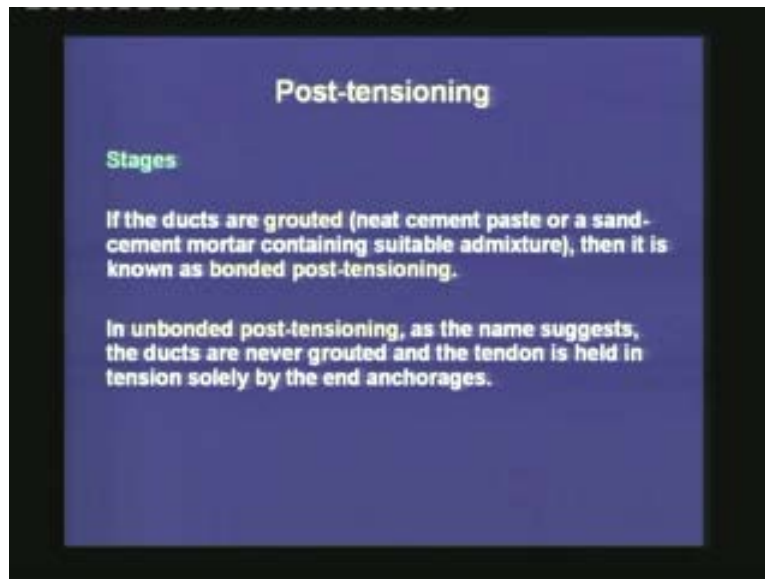 Post-tensioning
Stages
If the ducts are grouted (neat cement paste or a sand-
cement mortar containing suitable admixture), then it is
known as bonded post-tensioning.
In unbonded post-tensioning, as the name suggests,
the ducts are never grouted and the tendon is held in
tension solely by the end anchorages.